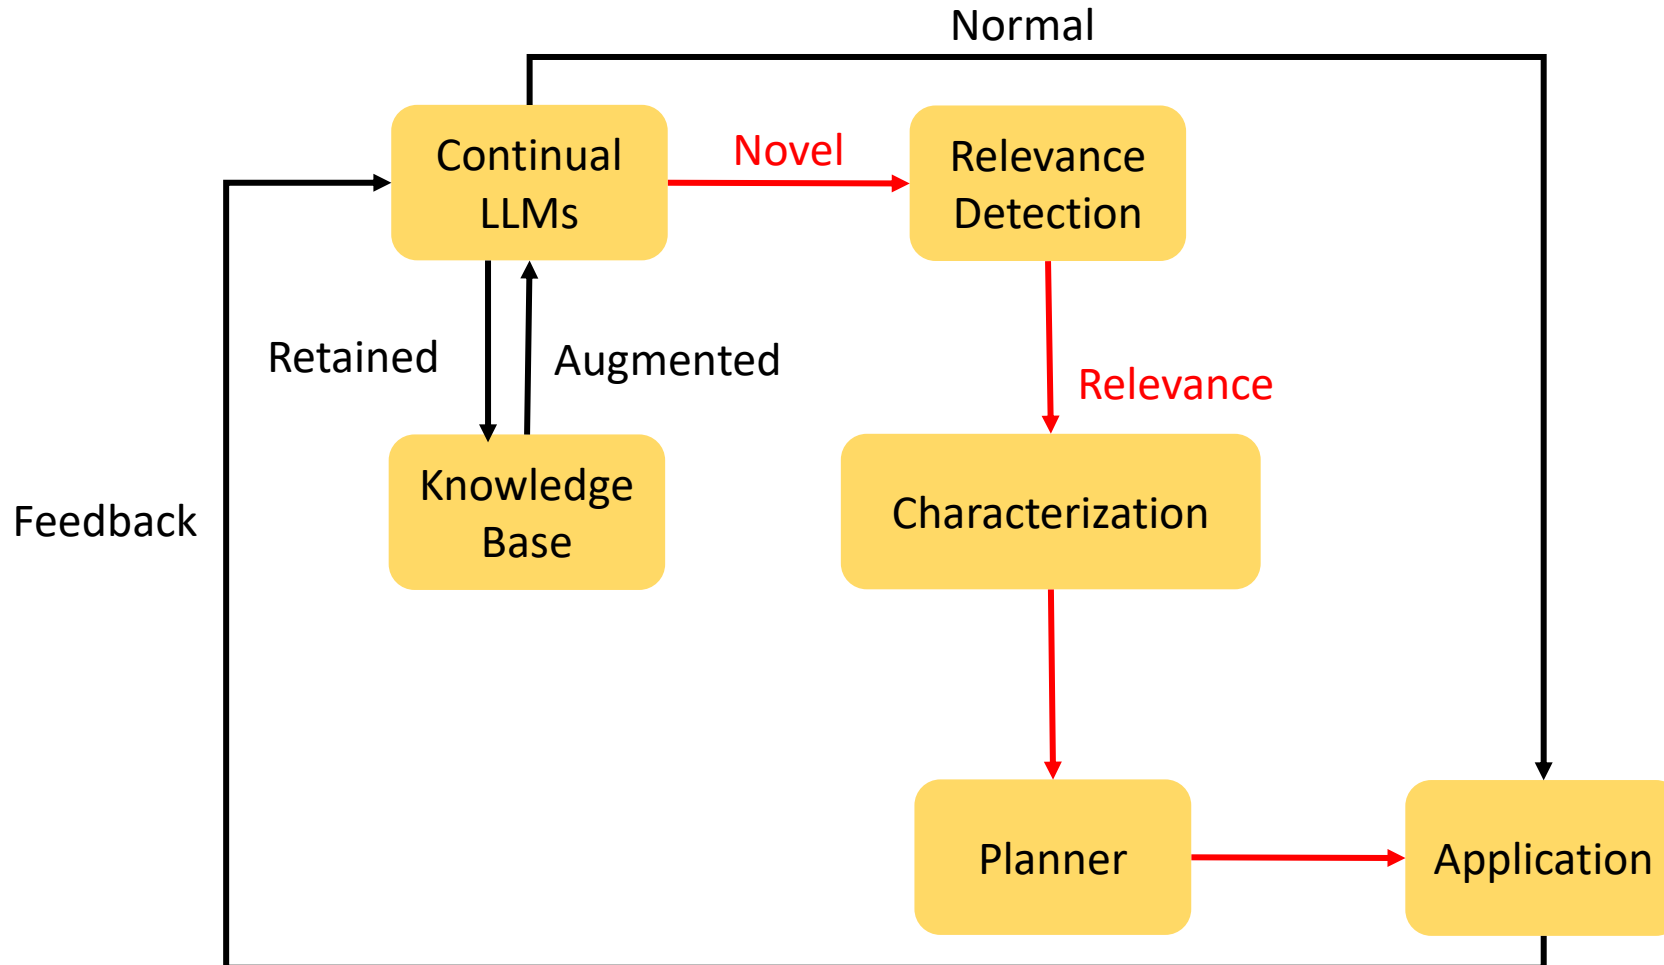 Normal
Continual
LLMs
Novel
Relevance
Detection
Retained
Augmented
Relevance
Knowledge
Base
Characterization
Feedback
Planner
Application